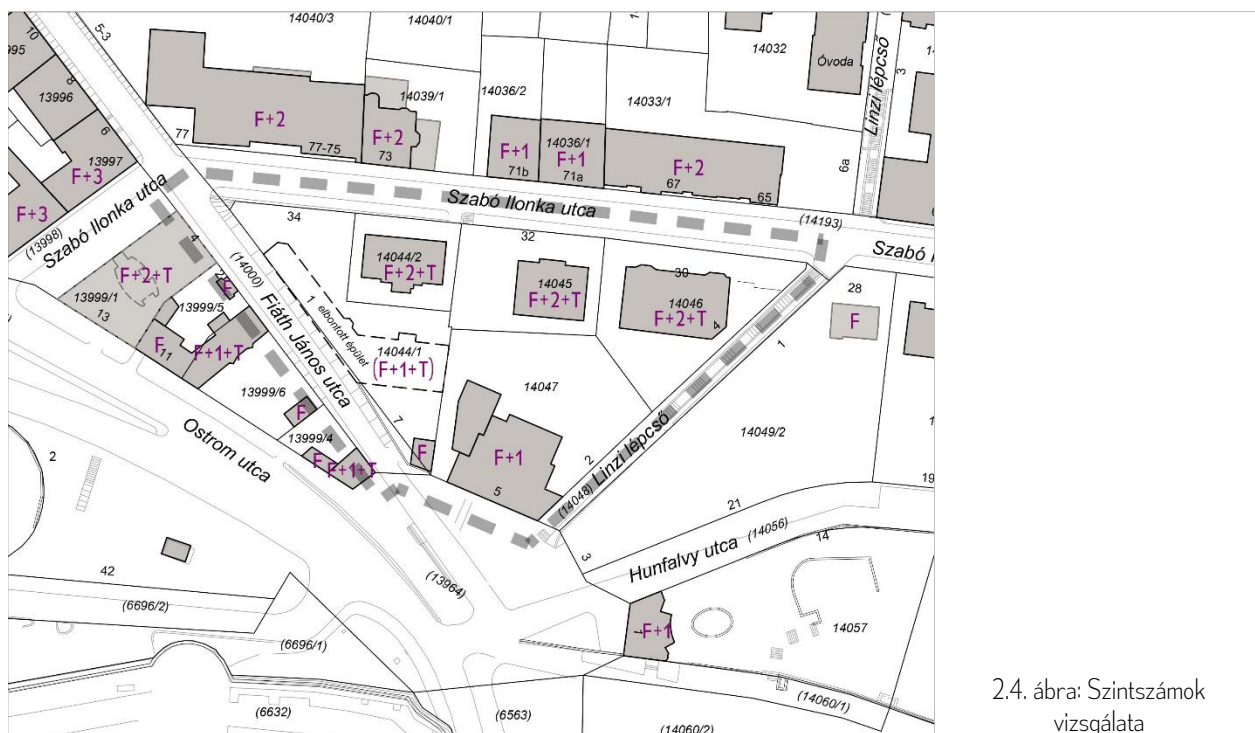 10
5-3
14040/3
14040/1
14032
Óvoda
Linzi lépcső
3
995
8
13996
14039/1
14036/2
14033/1
6
F+2
77
77-75
F+2
73
F+1
71b
14036/1
F+1
71a
F+2
67
65
6a
13997
F+3
F+3
Szabó Ilonka utca
(13998)
Szabó Ilonka utca
(14193)
Szabó
34
32
30
28
4
(14000)
Fiáth János utca
F+2+T
13999/1
13
F
13999/5
F
11
F+1+T
1
elbontott épület
14044/2
F+2+T
14045
F+2+T
14046
F+2+T
4
F
14044/1
(F+1+T)
14047
1
13999/6
F
13999/4
F
F+1+T
7
F
F+1
5
2
Linzi lépcső
(14048)
14049/2
19
Ostrom utca
2
42
(13964)
21
(14056)
Hunfalvy utca
14
3
(6696/2)
(6696/1)
1
F+1
14057
(6632)
(6563)
(14060/1)
(14060/2)
2.4. ábra: Szintszámok
vizsgálata